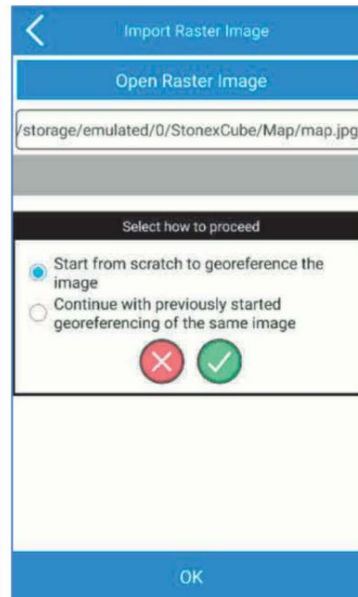 Import Raster Image
Open Raster Image
/storage/emulated/0/StonexCube/Map/map.jpg
Select how to proceed
Start from scratch to georeference the
image
Continue with previously started
georeferencing of the same image
OK